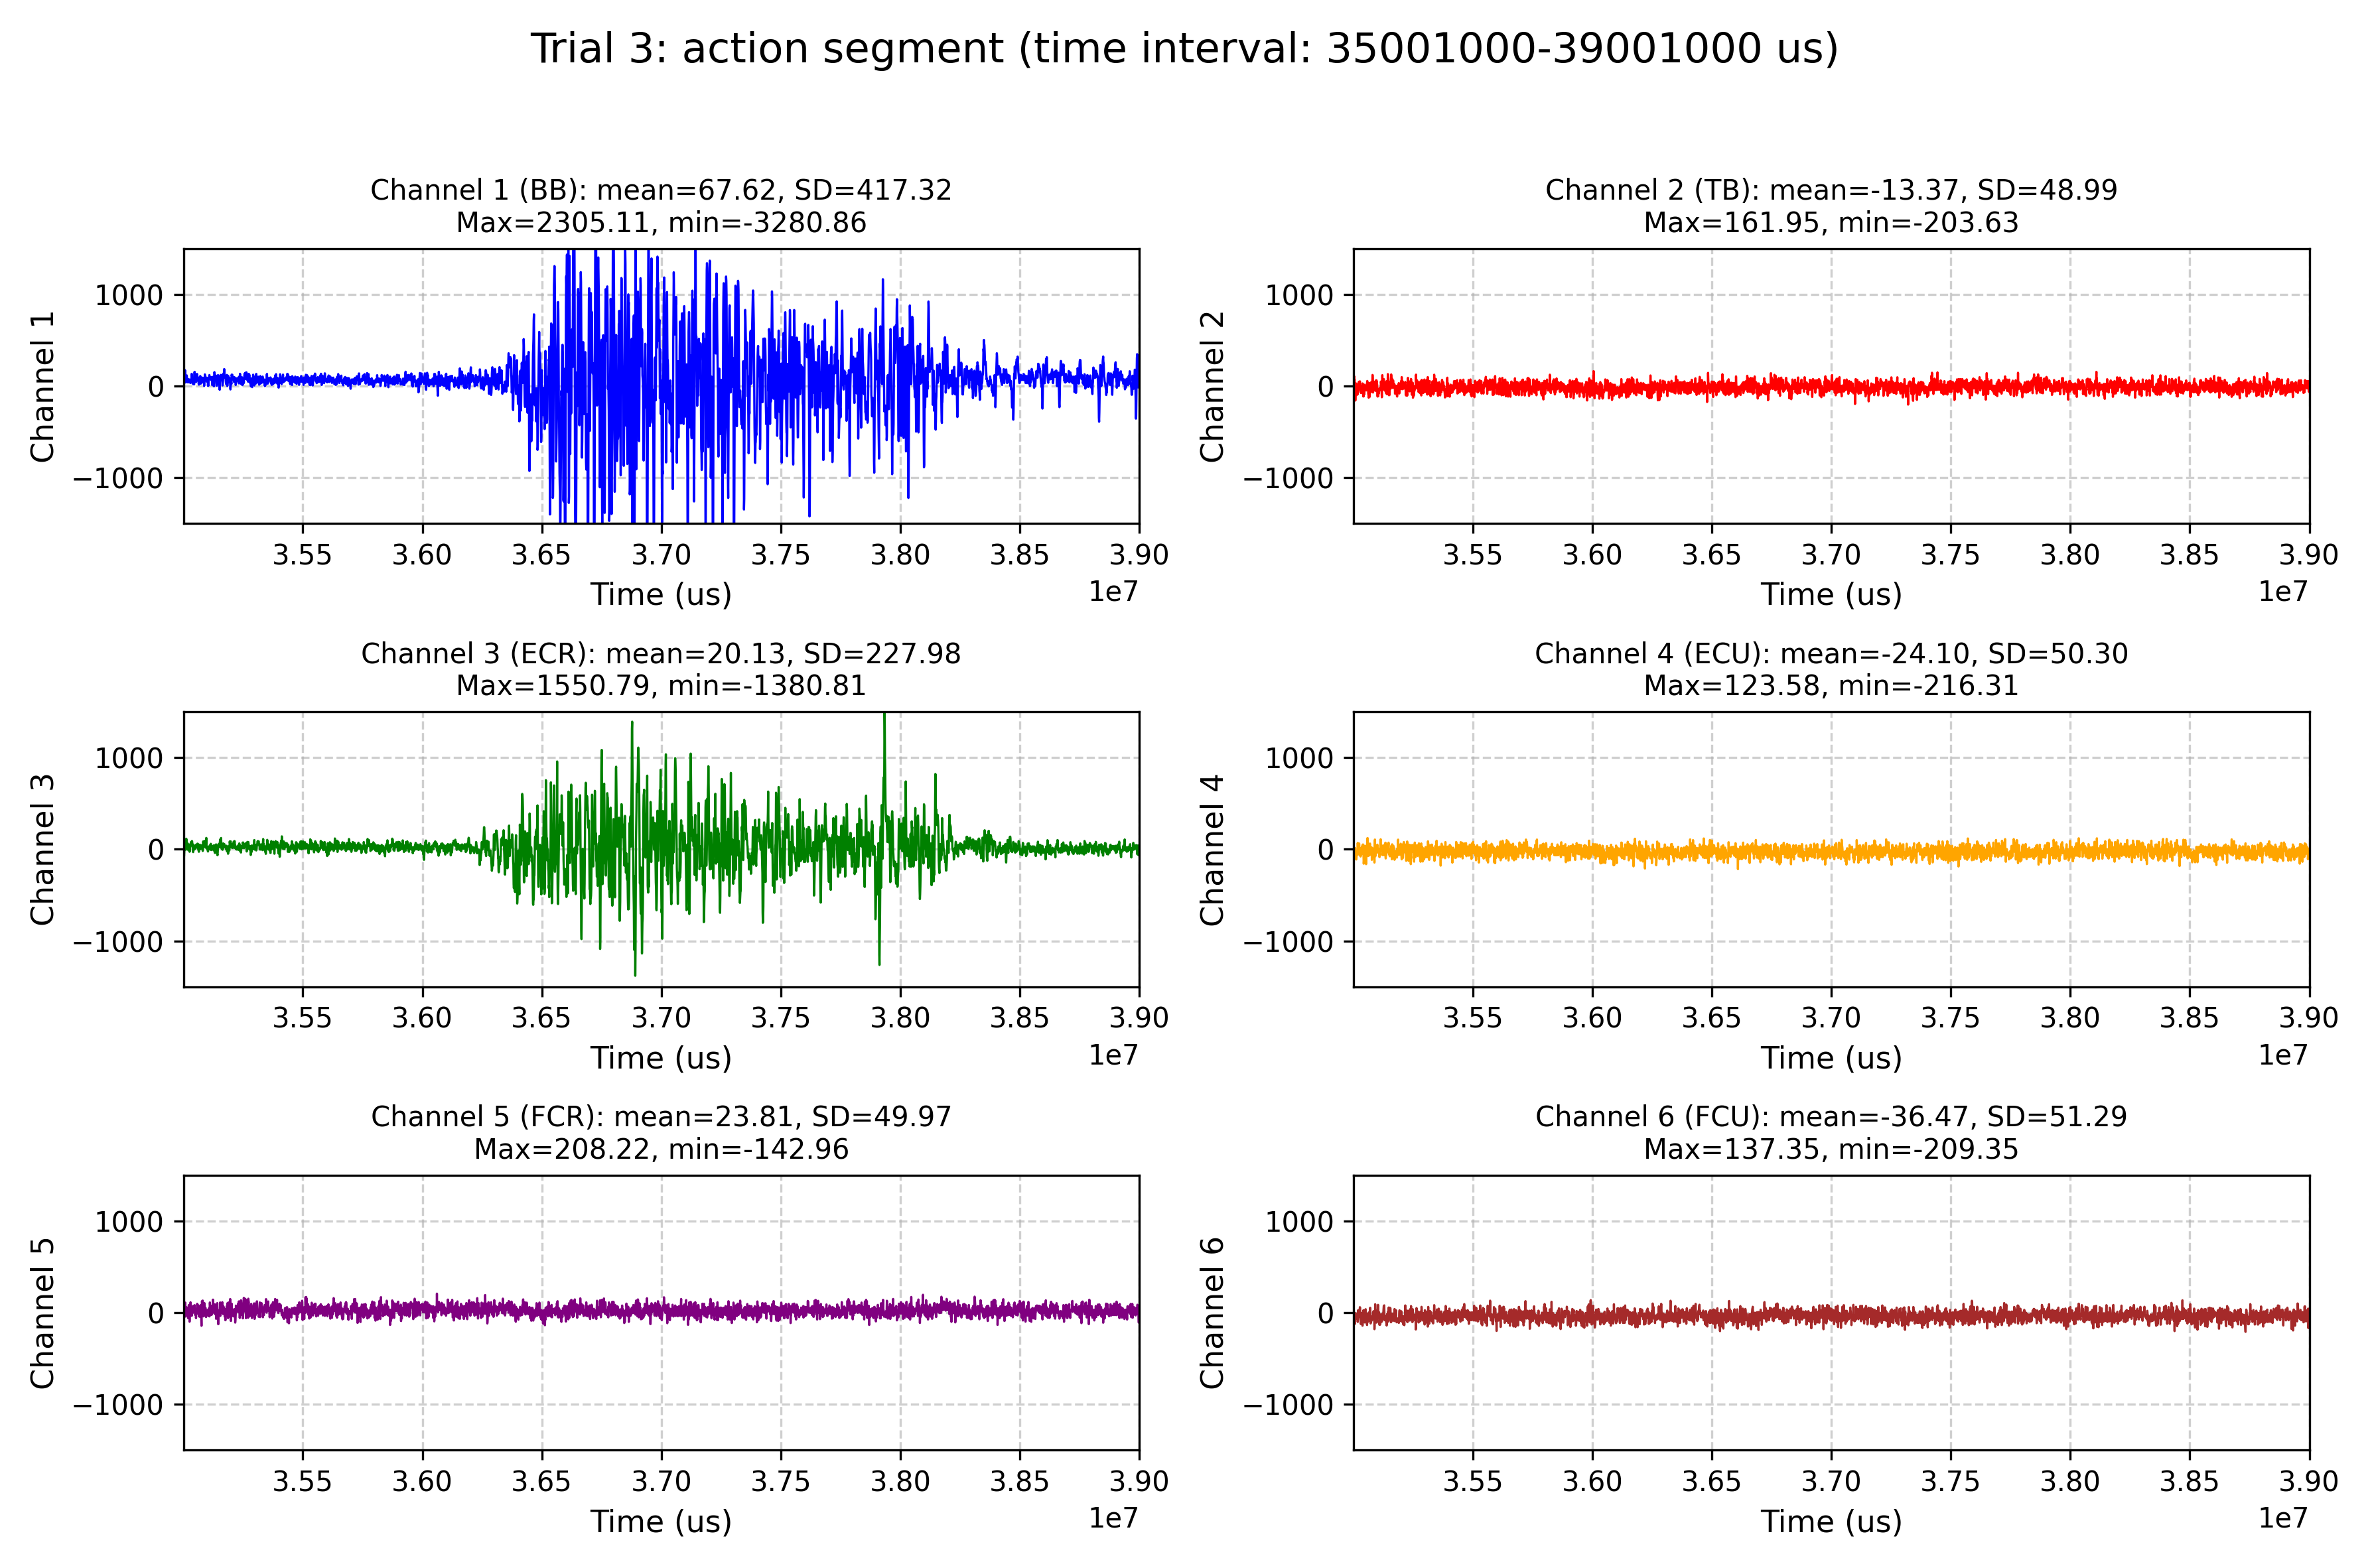 Trial 3: action segment (time interval: 35001000-39001000 us)
Channel 1 (BB): mean=67.62, SD=417.32
Max=2305.11, min=-3280.86
Channel 1
1000
0
−1000
3.55 3.60 3.65 3.70 3.75 3.80 3.85 3.90
1e7
Time (us)
Channel 2 (TB): mean=-13.37, SD=48.99
Max=161.95, min=-203.63
Channel 2
1000
0
−1000
3.55 3.60 3.65 3.70 3.75 3.80 3.85 3.90
1e7
Time (us)
Channel 3 (ECR): mean=20.13, SD=227.98
Max=1550.79, min=-1380.81
Channel 3
1000
0
−1000
3.55 3.60 3.65 3.70 3.75 3.80 3.85 3.90
1e7
Time (us)
Channel 4 (ECU): mean=-24.10, SD=50.30
Max=123.58, min=-216.31
Channel 4
1000
0
−1000
3.55 3.60 3.65 3.70 3.75 3.80 3.85 3.90
1e7
Time (us)
Channel 5 (FCR): mean=23.81, SD=49.97
Max=208.22, min=-142.96
Channel 5
1000
0
−1000
3.55 3.60 3.65 3.70 3.75 3.80 3.85 3.90
1e7
Time (us)
Channel 6 (FCU): mean=-36.47, SD=51.29
Max=137.35, min=-209.35
Channel 6
1000
0
−1000
3.55 3.60 3.65 3.70 3.75 3.80 3.85 3.90
1e7
Time (us)